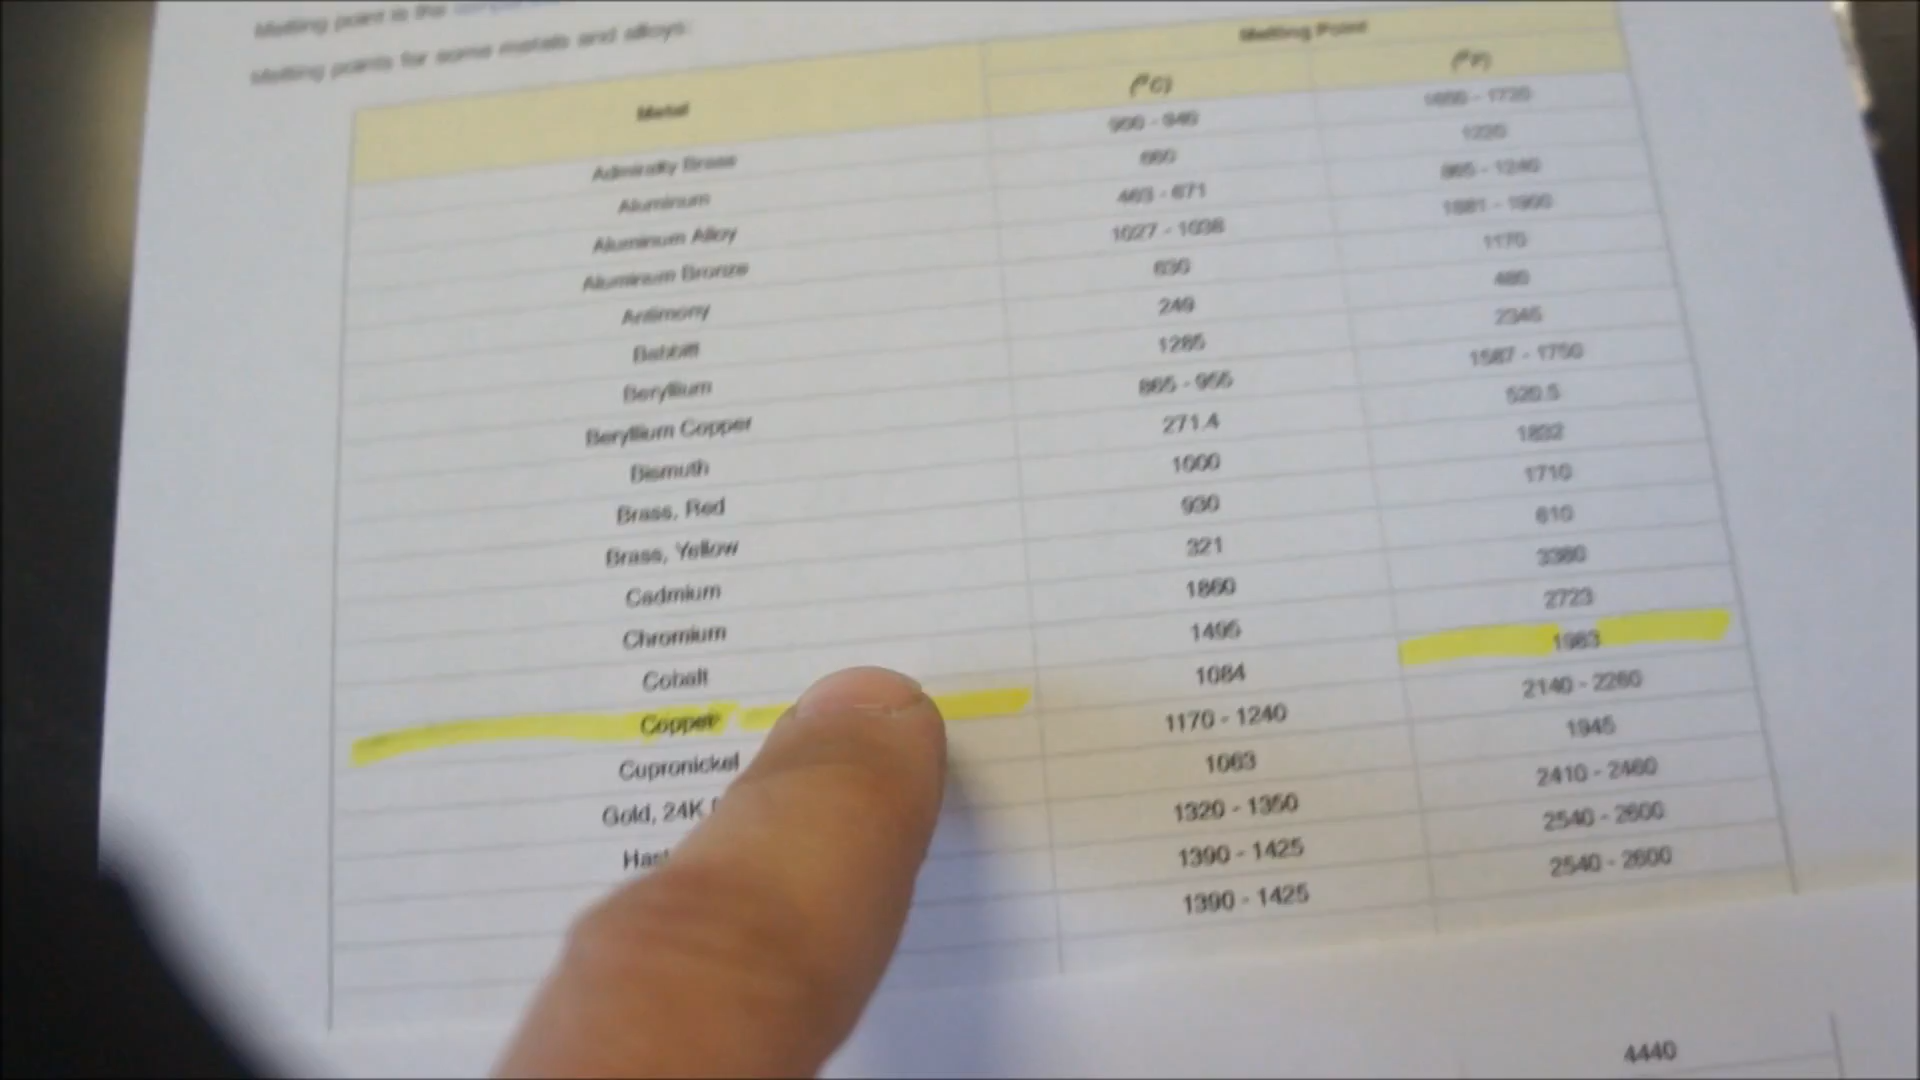 Melting point is the
Melting points for some metals and alloys:
Metal Melting Point
(°C) (°F)
Admiralty Brass 900 - 940 1650 - 1720
Aluminum 660 1220
Aluminum Alloy 463 - 671 865 - 1240
Aluminum Bronze 1027 - 1038 1881 - 1900
Antimony 630 1170
Babbitt 249 480
Beryllium 1285 2345
Beryllium Copper 865 - 955 1587 - 1750
Bismuth 271.4 520.5
Brass, Red 1000 1832
Brass, Yellow 930 1710
Cadmium 321 610
Chromium 1860 3380
Cobalt 1495 2723
Copper 1084 1983
Cupronickel 1170 - 1240 2140 - 2260
Gold, 24K 1063 1945
1320 - 1350 2410 - 2460
1390 - 1425 2540 - 2600
1390 - 1425 2540 - 2600
4440